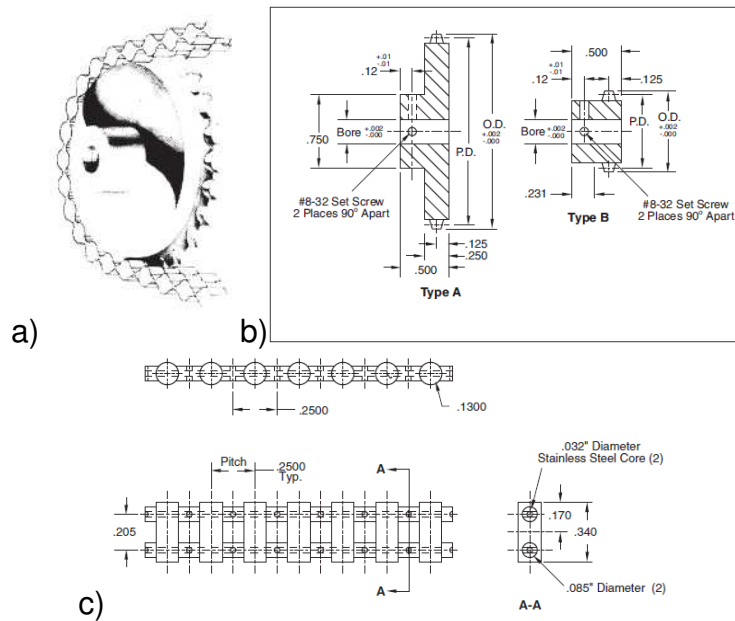 a)
b)
+.01
-.01
.12
.750
Bore +.002
-.000
P.D.
O.D.
+.002
-.000
#8-32 Set Screw
2 Places 90° Apart
.125
.250
.500
Type A
.500
+.01
-.01
.12
.125
Bore +.002
-.000
P.D.
O.D.
+.002
-.000
.231
#8-32 Set Screw
2 Places 90° Apart
Type B
.2500
.1300
Pitch
.2500
Typ.
A
.205
A
.032" Diameter
Stainless Steel Core (2)
.170
.340
.085" Diameter (2)
A-A
c)